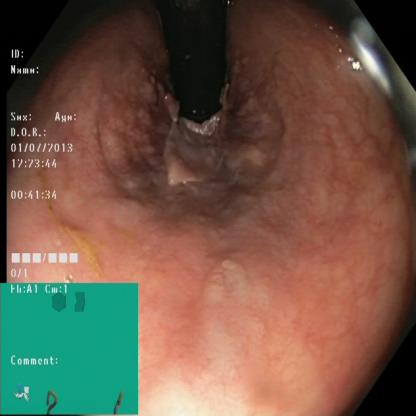 ID:
Name:
Sex: Age:
D.O.B.:
01/07/2013
12:23:44
00:41:34
0/1
Eh:A1 Cm:1
Comment: